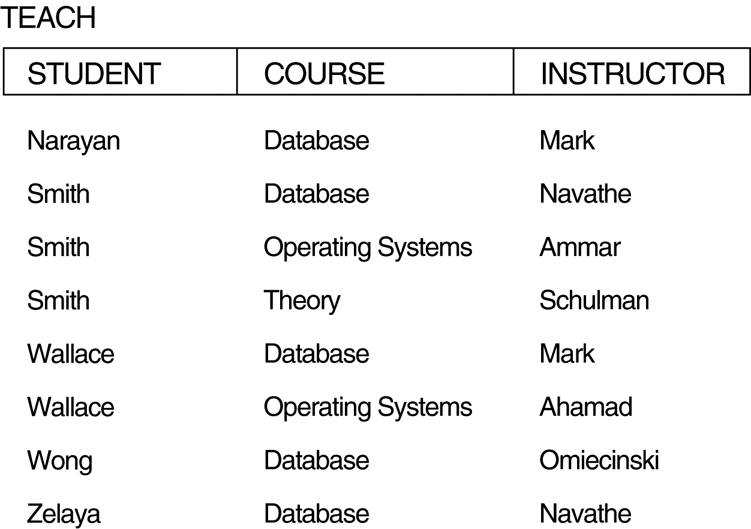 TEACH
STUDENT COURSE INSTRUCTOR
Narayan Database Mark
Smith Database Navathe
Smith Operating Systems Ammar
Smith Theory Schulman
Wallace Database Mark
Wallace Operating Systems Ahamad
Wong Database Omiecinski
Zelaya Database Navathe